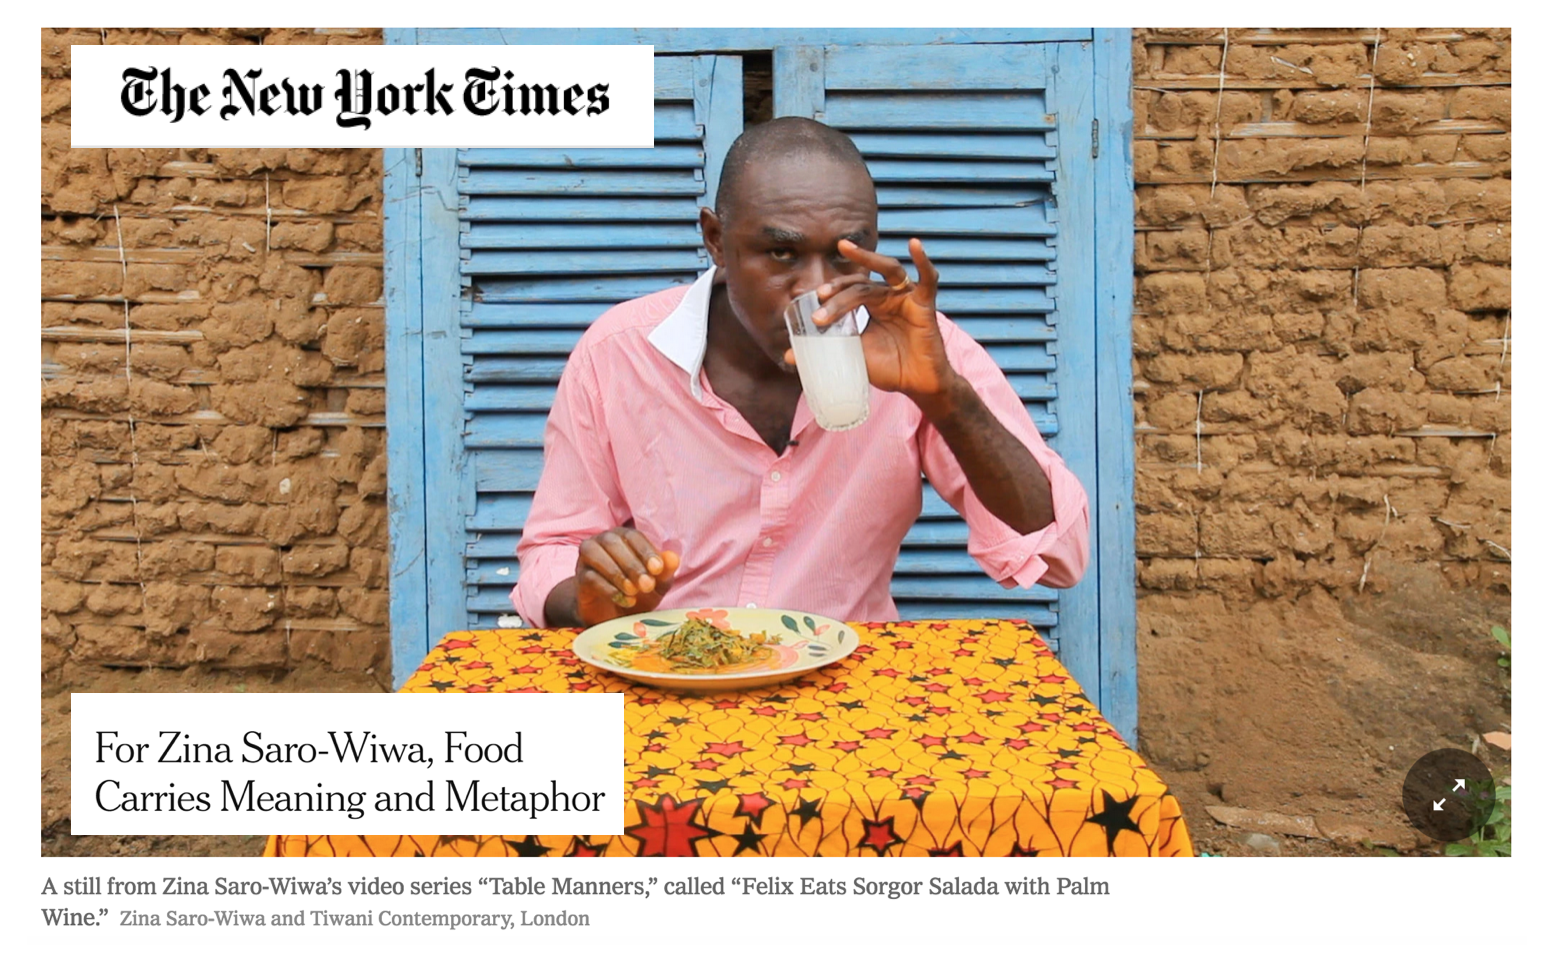 The New York Times
For Zina Saro-Wiwa, Food
Carries Meaning and Metaphor
A still from Zina Saro-Wiwa’s video series “Table Manners,” called “Felix Eats Sorgor Salada with Palm
Wine.” Zina Saro-Wiwa and Tiwani Contemporary, London